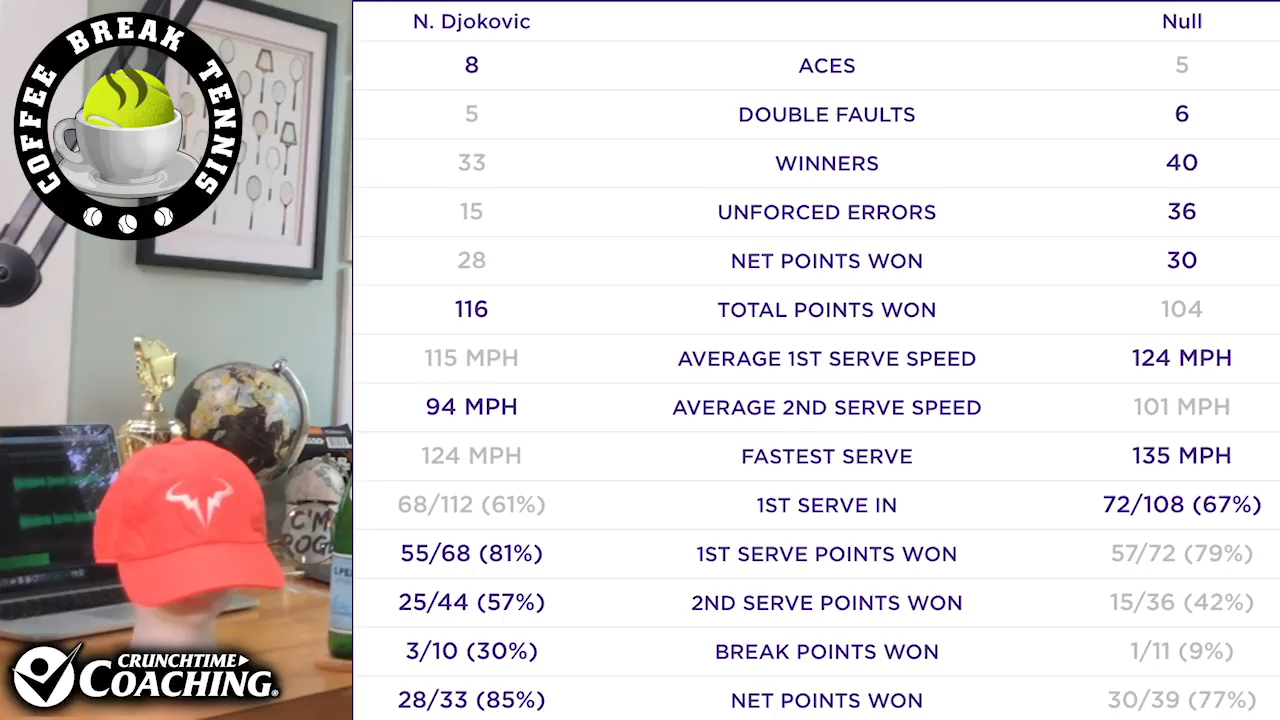 COFFEE BREAK TENNIS
C'MON
ROGE
CRUNCHTIME
COACHING®
N. Djokovic Null
8 ACES 5
5 DOUBLE FAULTS 6
33 WINNERS 40
15 UNFORCED ERRORS 36
28 NET POINTS WON 30
116 TOTAL POINTS WON 104
115 MPH AVERAGE 1ST SERVE SPEED 124 MPH
94 MPH AVERAGE 2ND SERVE SPEED 101 MPH
124 MPH FASTEST SERVE 135 MPH
68/112 (61%) 1ST SERVE IN 72/108 (67%)
55/68 (81%) 1ST SERVE POINTS WON 57/72 (79%)
25/44 (57%) 2ND SERVE POINTS WON 15/36 (42%)
3/10 (30%) BREAK POINTS WON 1/11 (9%)
28/33 (85%) NET POINTS WON 30/39 (77%)